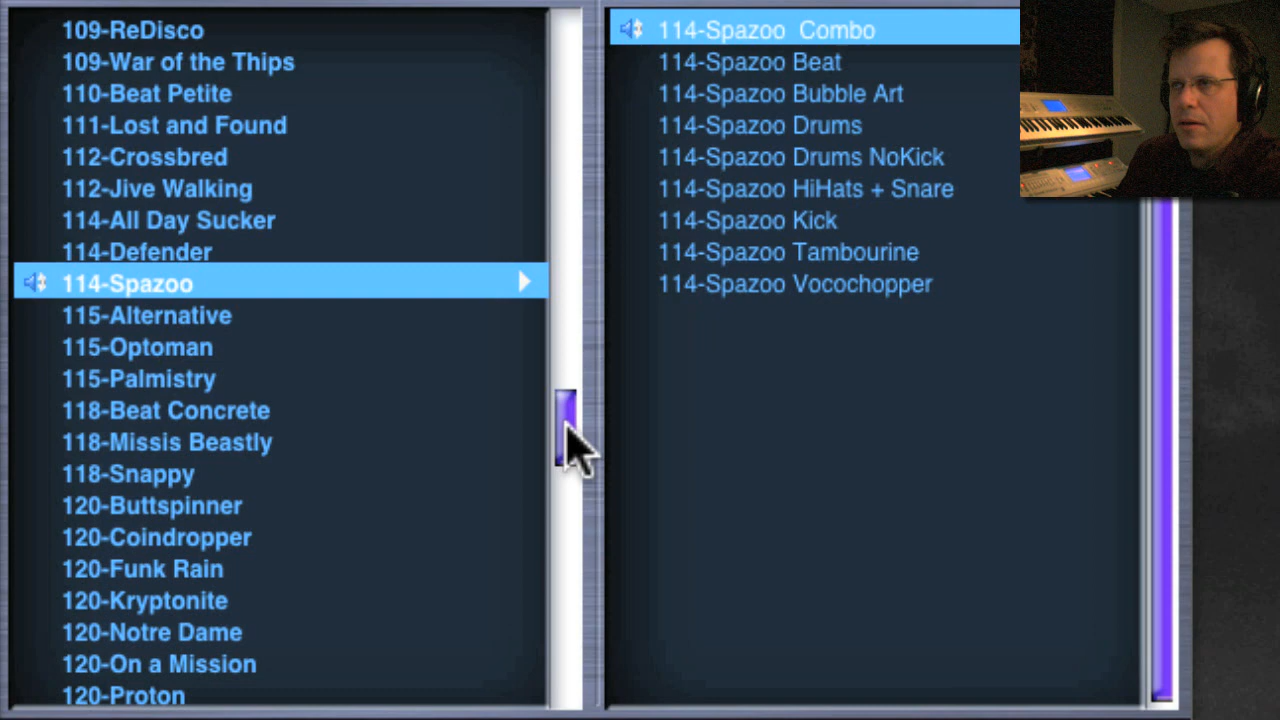 109-ReDisco
109-War of the Thips
110-Beat Petite
111-Lost and Found
112-Crossbred
112-Jive Walking
114-All Day Sucker
114-Defender
114-Spazoo
115-Alternative
115-Optoman
115-Palmistry
118-Beat Concrete
118-Missis Beastly
118-Snappy
120-Buttspinner
120-Coindropper
120-Funk Rain
120-Kryptonite
120-Notre Dame
120-On a Mission
120-Proton
114-Spazoo  Combo
114-Spazoo Beat
114-Spazoo Bubble Art
114-Spazoo Drums
114-Spazoo Drums NoKick
114-Spazoo HiHats + Snare
114-Spazoo Kick
114-Spazoo Tambourine
114-Spazoo Vocochopper